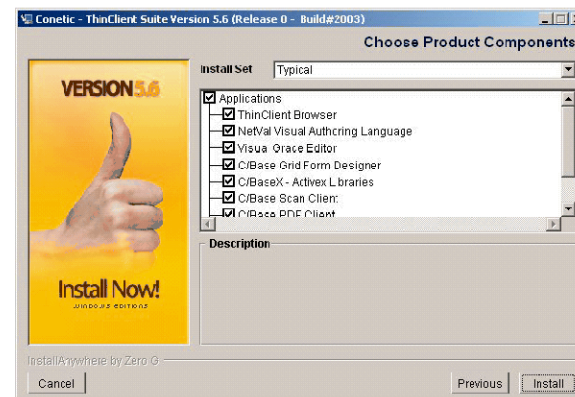 Conetic - ThinClient Suite Version 5.6 (Release 0 - Build#2003)
Choose Product Components
VERSION 5.6
Install Now!
WINDOWS EDITIONS
Install Set
Typical
Applications
ThinClient Browser
NetVal Visual Authoring Language
Visual Grace Editor
C/Base Grid Form Designer
C/BaseX - Activex Libraries
C/Base Scan Client
C/Base PDF Client
Description
InstallAnywhere by Zero G
Cancel
Previous
Install